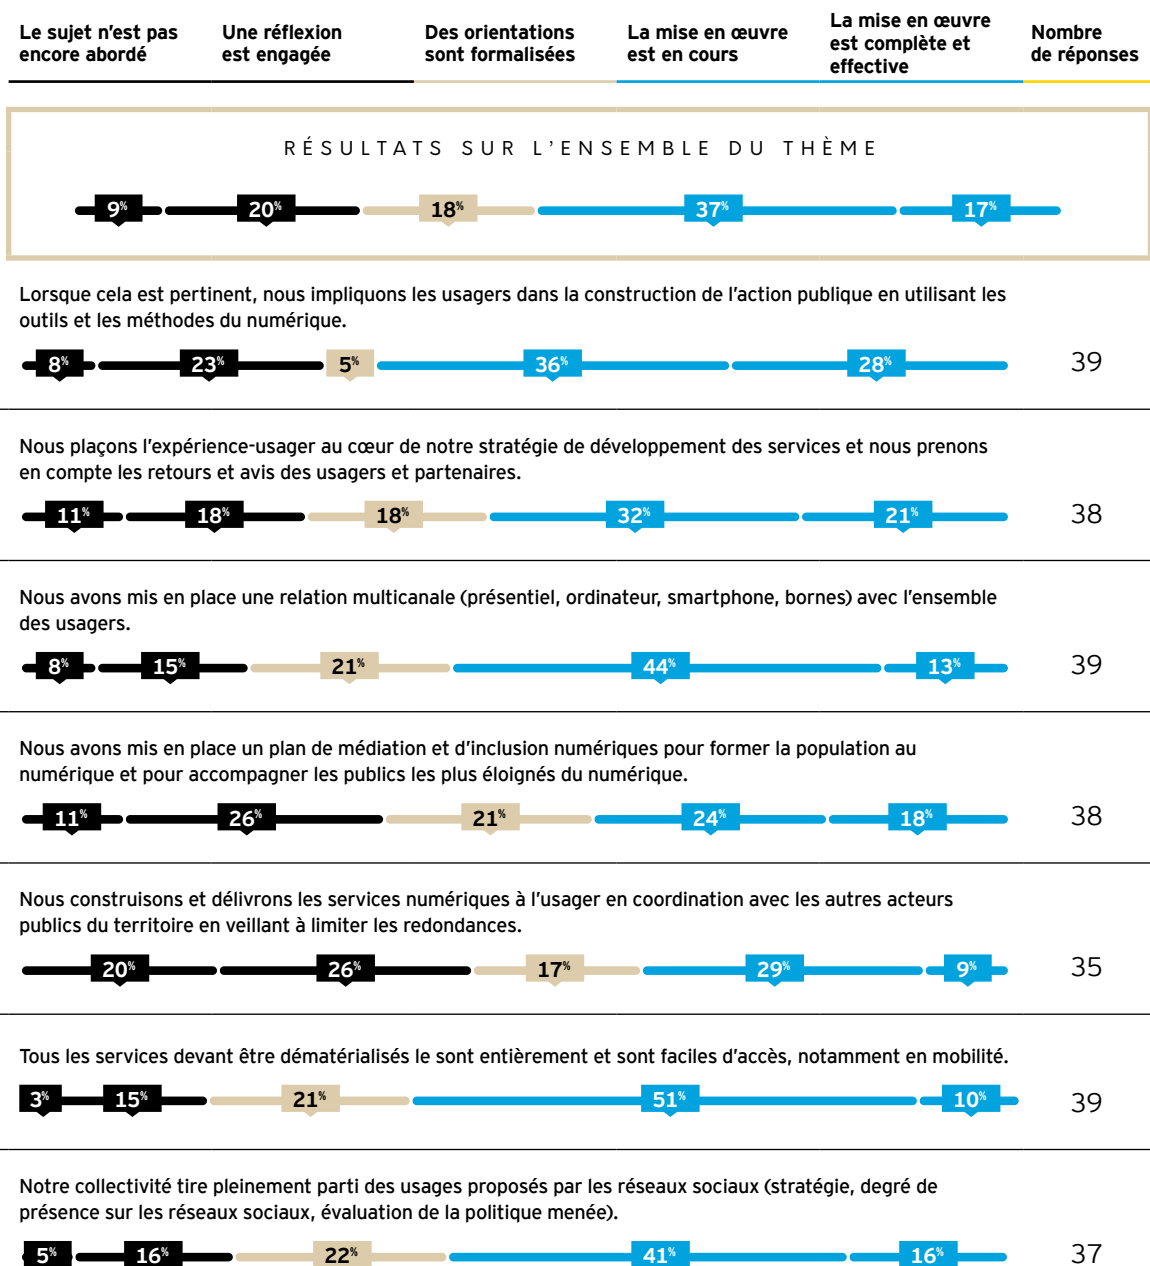 Le sujet n'est pas
encore abordé
Une réflexion
est engagée
Des orientations
sont formalisées
La mise en œuvre
est en cours
La mise en œuvre
est complète et
effective
Nombre
de réponses
RÉSULTATS SUR L'ENSEMBLE DU THÈME
9% 20% 18% 37% 17%
Lorsque cela est pertinent, nous impliquons les usagers dans la construction de l'action publique en utilisant les
outils et les méthodes du numérique.
8% 23% 5% 36% 28% 39
Nous plaçons l'expérience-usager au cœur de notre stratégie de développement des services et nous prenons
en compte les retours et avis des usagers et partenaires.
11% 18% 18% 32% 21% 38
Nous avons mis en place une relation multicanale (présentiel, ordinateur, smartphone, bornes) avec l'ensemble
des usagers.
8% 15% 21% 44% 13% 39
Nous avons mis en place un plan de médiation et d'inclusion numériques pour former la population au
numérique et pour accompagner les publics les plus éloignés du numérique.
11% 26% 21% 24% 18% 38
Nous construisons et délivrons les services numériques à l'usager en coordination avec les autres acteurs
publics du territoire en veillant à limiter les redondances.
20% 26% 17% 29% 9% 35
Tous les services devant être dématérialisés le sont entièrement et sont faciles d'accès, notamment en mobilité.
3% 15% 21% 51% 10% 39
Notre collectivité tire pleinement parti des usages proposés par les réseaux sociaux (stratégie, degré de
présence sur les réseaux sociaux, évaluation de la politique menée).
5% 16% 22% 41% 16% 37